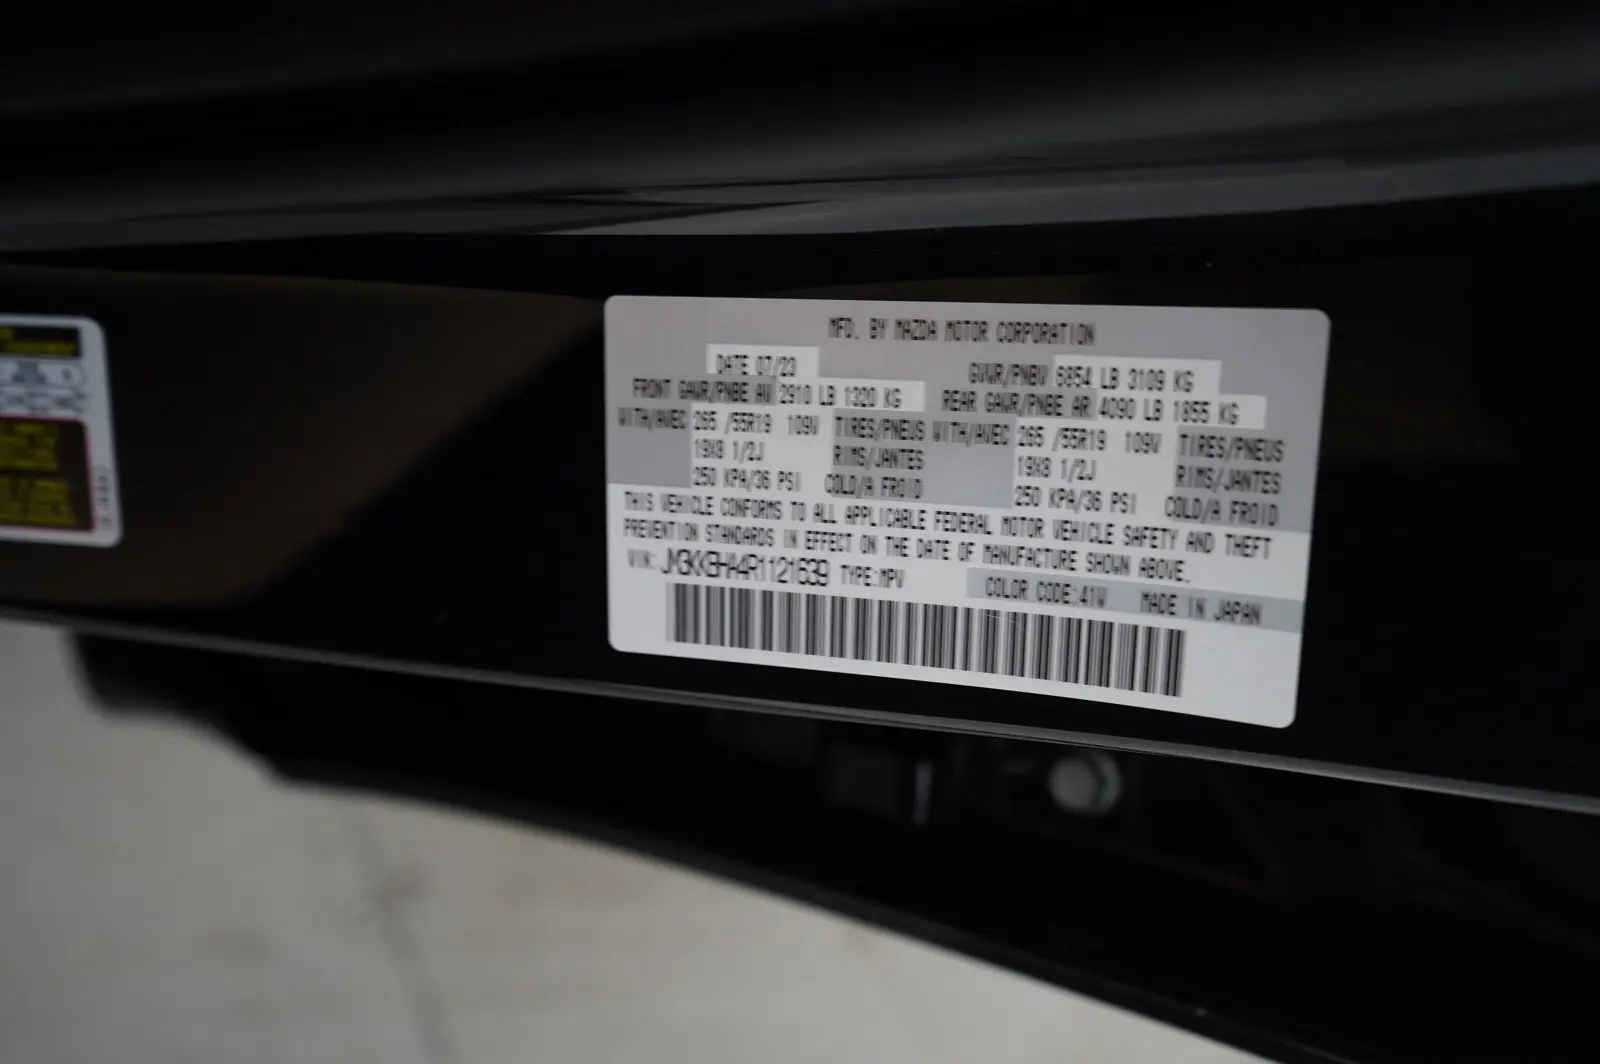 MFD. BY MAZDA MOTOR CORPORATION
DATE 07/23 GVWR/PNBV 6854 LB 3109 KG
FRONT GAWR/PNBE AV 2910 LB 1320 KG REAR GAWR/PNBE AR 4090 LB 1855 KG
WITH/AVEC 265 /55R19 109V TIRES/PNEUS WITH/AVEC 265 /55R19 109V TIRES/PNEUS
19X8 1/2J RIMS/JANTES 19X8 1/2J RIMS/JANTES
250 KPA/36 PSI COLD/A FROID 250 KPA/36 PSI COLD/A FROID
THIS VEHICLE CONFORMS TO ALL APPLICABLE FEDERAL MOTOR VEHICLE SAFETY AND THEFT
PREVENTION STANDARDS IN EFFECT ON THE DATE OF MANUFACTURE SHOWN ABOVE.
VIN: JM3KKBHA4R1121639 TYPE:MPV COLOR CODE:41W MADE IN JAPAN